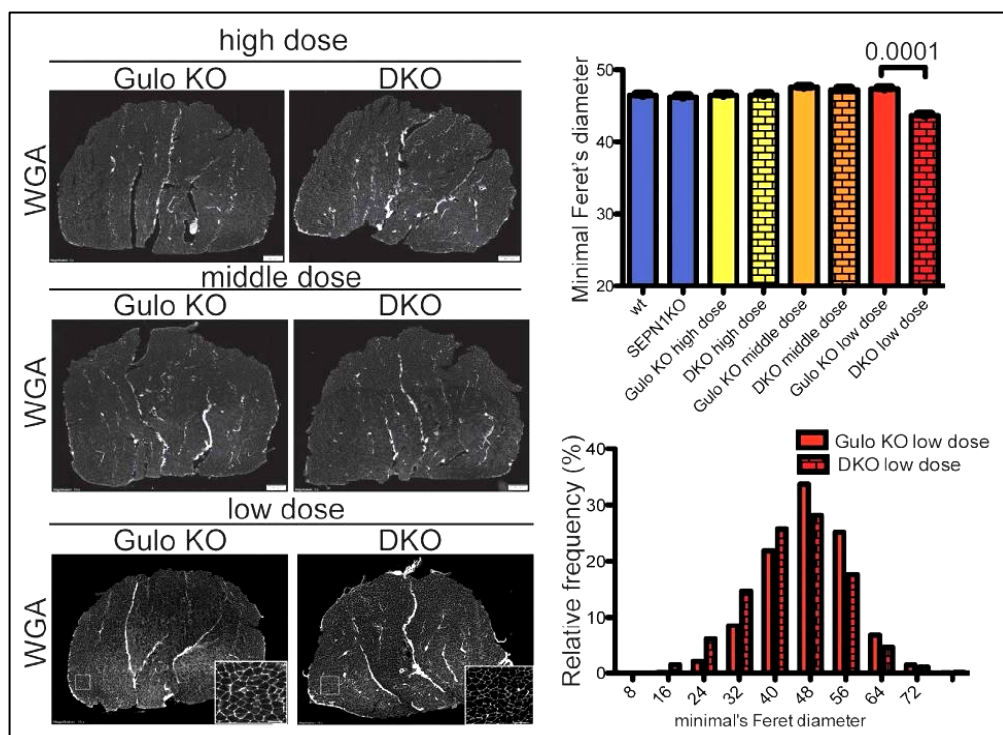 high dose
Gulo KO DKO
WGA
middle dose
Gulo KO DKO
WGA
low dose
Gulo KO DKO
WGA
0.0001
Minimal Feret's diameter
50
40
30
20
wt
SEPN1KO
Gulo KO high dose
DKO high dose
Gulo KO middle dose
DKO middle dose
Gulo KO low dose
DKO low dose
Gulo KO low dose
DKO low dose
Relative frequency (%)
40
30
20
10
0
8 16 24 32 40 48 56 64 72
minimal's Feret diameter